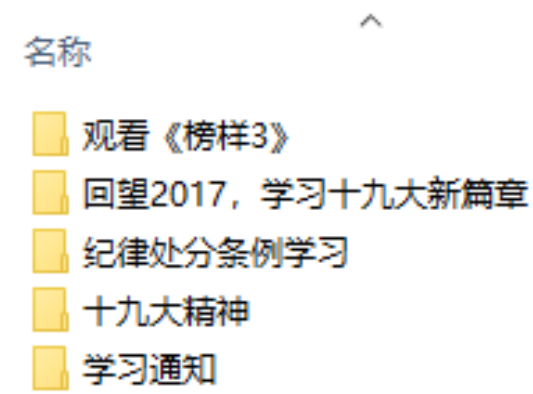 名称
观看《榜样3》
回望2017，学习十九大新篇章
纪律处分条例学习
十九大精神
学习通知